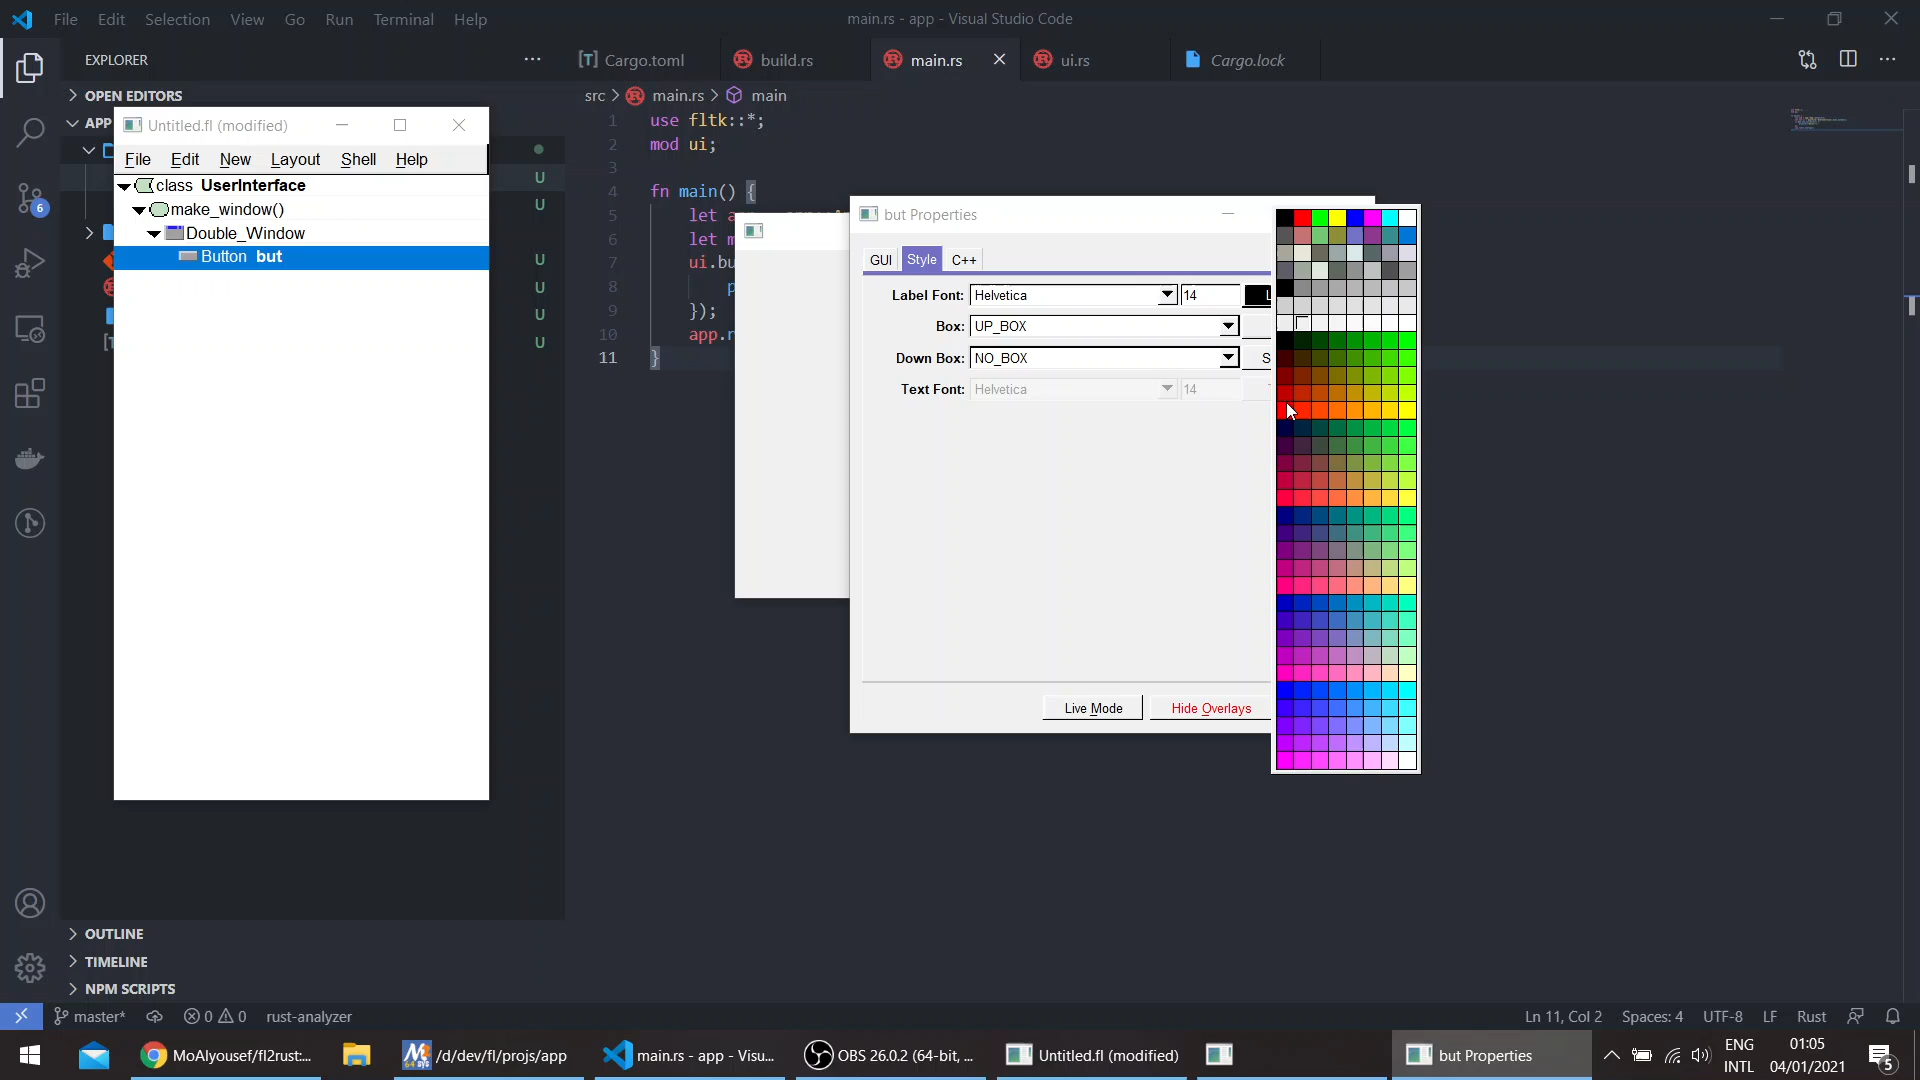 File Edit Selection View Go Run Terminal Help
main.rs - app - Visual Studio Code
EXPLORER
Cargo.toml
build.rs
main.rs
ui.rs
Cargo.lock
OPEN EDITORS
APP
src > main.rs > main
1 use fltk::*;
2 mod ui;
3
4 fn main() {
5 let a
6 let m
7 ui.bu
8 p
9 });
10 app.r
11 }
U
U
U
U
U
U
Untitled.fl (modified)
File Edit New Layout Shell Help
class UserInterface
make_window()
Double_Window
Button but
but Properties
GUI Style C++
Label Font: Helvetica 14 L
Box: UP_BOX
Down Box: NO_BOX S
Text Font: Helvetica 14
Live Mode Hide Overlays
6
OUTLINE
TIMELINE
NPM SCRIPTS
master* 0 0 rust-analyzer
Ln 11, Col 2 Spaces: 4 UTF-8 LF Rust
MoAlyousef/fl2rust:...
M 64 sys
/d/dev/fl/projs/app
main.rs - app - Visu...
OBS 26.0.2 (64-bit, ...
Untitled.fl (modified)
but Properties
ENG
INTL
01:05
04/01/2021
5